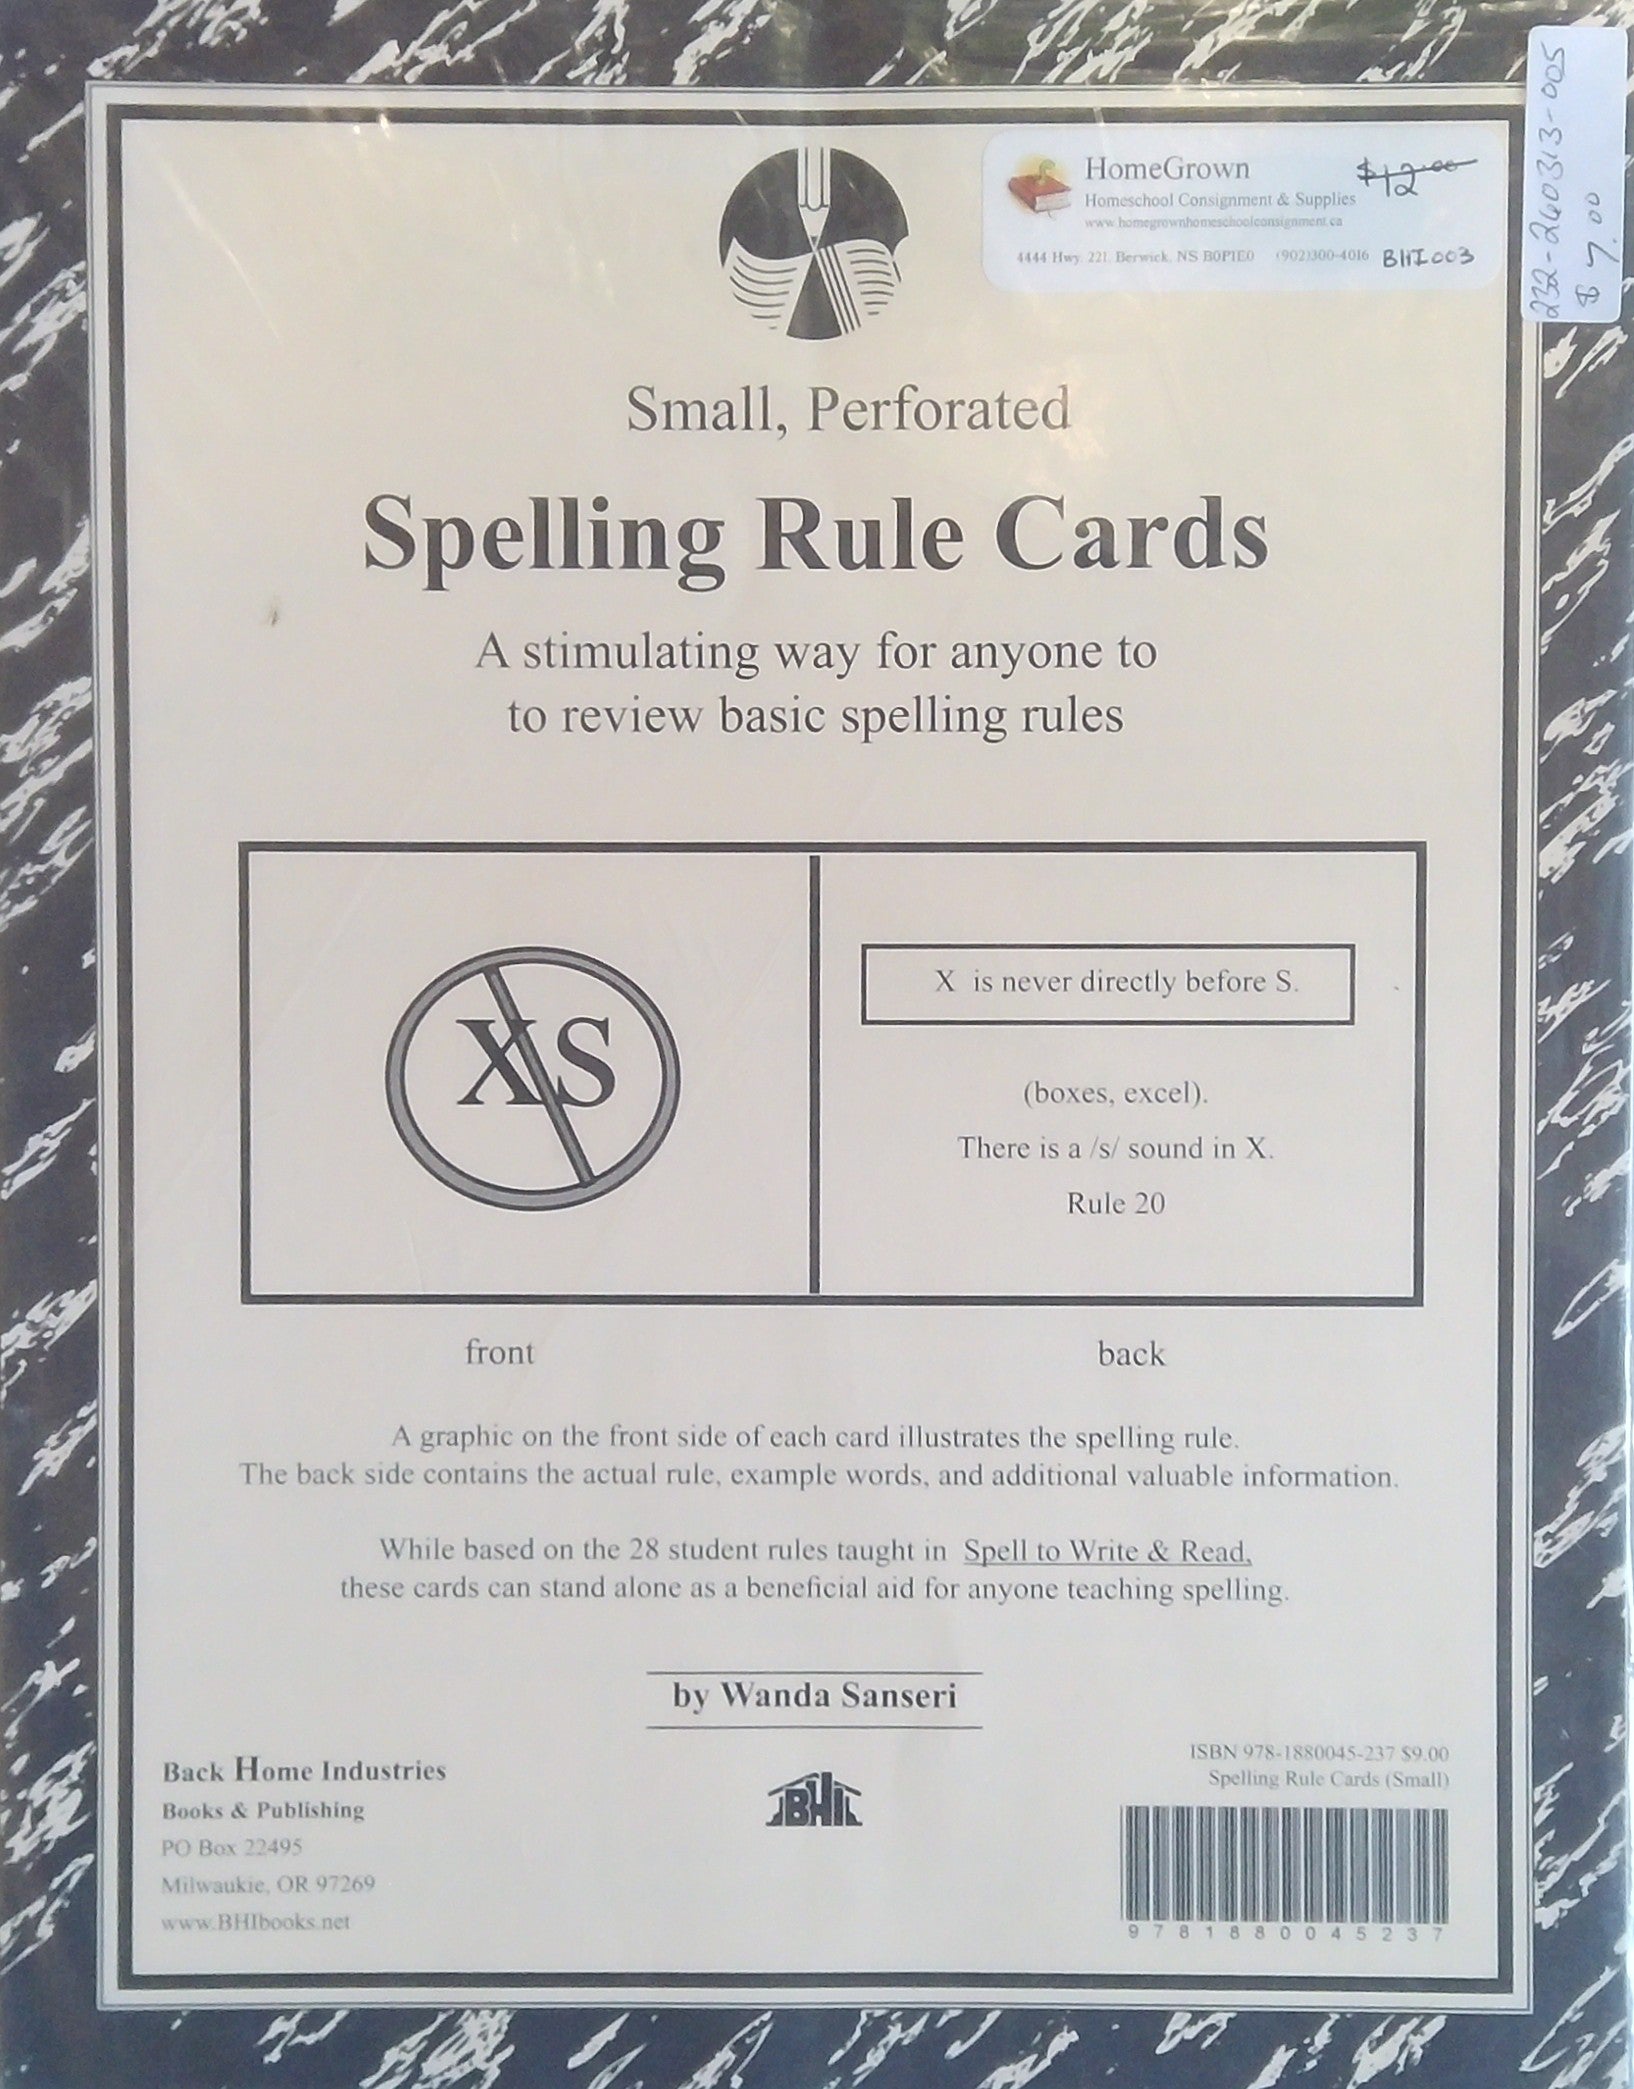 HomeGrown
Homeschool Consignment & Supplies
www.homegrownhomeschoolconsignment.ca
4444 Hwy. 221, Berwick, NS B0P1E0 (902)300-4016
$12.00
BHI003
232-260313-005
$7.00
Small, Perforated
Spelling Rule Cards
A stimulating way for anyone to
to review basic spelling rules
XS
X is never directly before S.
(boxes, excel).
There is a /s/ sound in X.
Rule 20
front
back
A graphic on the front side of each card illustrates the spelling rule.
The back side contains the actual rule, example words, and additional valuable information.
While based on the 28 student rules taught in Spell to Write & Read,
these cards can stand alone as a beneficial aid for anyone teaching spelling.
by Wanda Sanseri
Back Home Industries
Books & Publishing
PO Box 22495
Milwaukie, OR 97269
www.BHIbooks.net
BHI
ISBN 978-1880045-237 $9.00
Spelling Rule Cards (Small)
9781880045237